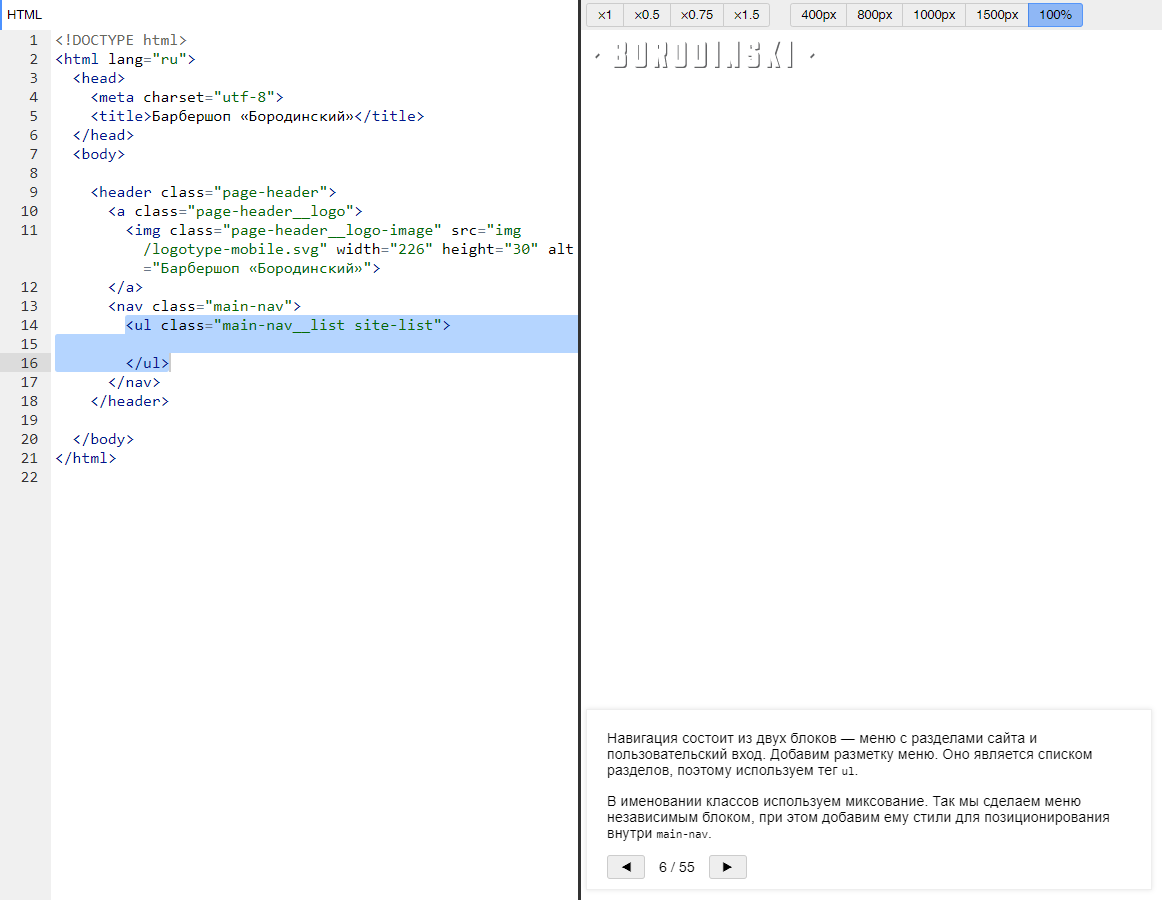 HTML
×1 ×0.5 ×0.75 ×1.5 400px 800px 1000px 1500px 100%
1 <!DOCTYPE html>
2 <html lang="ru">
3 <head>
4 <meta charset="utf-8">
5 <title>Барбершоп «Бородинский»</title>
6 </head>
7 <body>
8
9 <header class="page-header">
10 <a class="page-header__logo">
11 <img class="page-header__logo-image" src="img
/logotype-mobile.svg" width="226" height="30" alt
="Барбершоп «Бородинский»">
12 </a>
13 <nav class="main-nav">
14 <ul class="main-nav__list site-list">
15
16 </ul>
17 </nav>
18 </header>
19
20 </body>
21 </html>
22
BORODINSKI
Навигация состоит из двух блоков — меню с разделами сайта и
пользовательский вход. Добавим разметку меню. Оно является списком
разделов, поэтому используем тег ul.
В именовании классов используем миксование. Так мы сделаем меню
независимым блоком, при этом добавим ему стили для позиционирования
внутри main-nav.
◀ 6 / 55 ▶